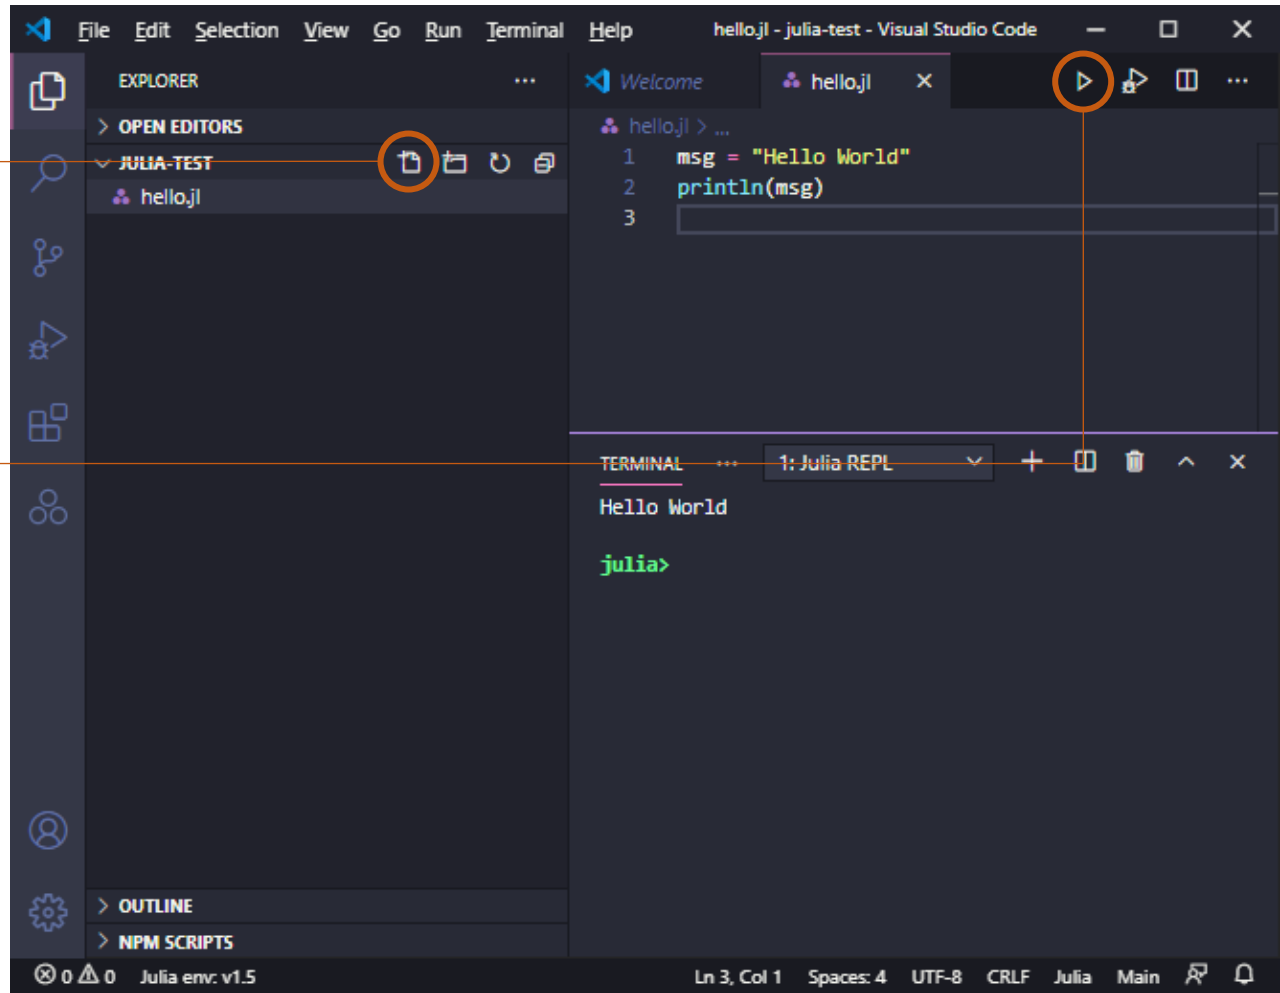 File Edit Selection View Go Run Terminal Help hello.jl - julia-test - Visual Studio Code
EXPLORER
OPEN EDITORS
JULIA-TEST
hello.jl
OUTLINE
NPM SCRIPTS
Welcome hello.jl
hello.jl > ...
1 msg = "Hello World"
2 println(msg)
3
TERMINAL ... 1: Julia REPL
Hello World
julia>
0 0 Julia env: v1.5 Ln 3, Col 1 Spaces: 4 UTF-8 CRLF Julia Main